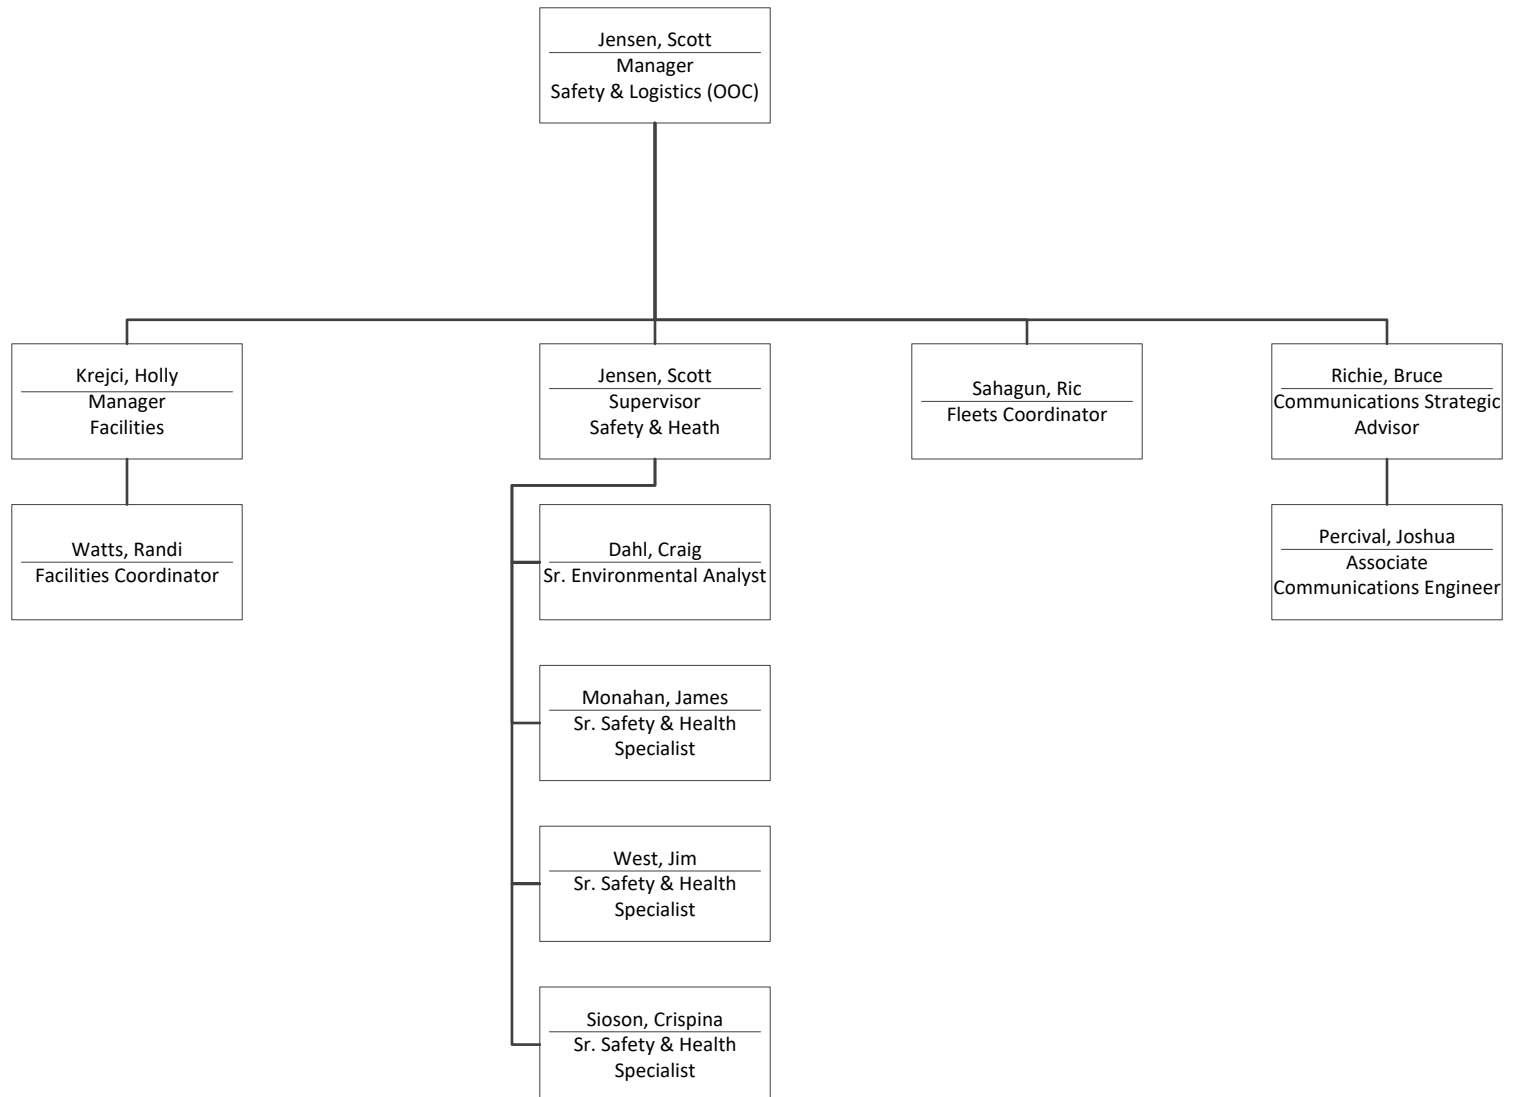 Jensen, Scott
Manager
Safety & Logistics (OOC)
Krejci, Holly
Manager
Facilities
Jensen, Scott
Supervisor
Safety & Heath
Sahagun, Ric
Fleets Coordinator
Richie, Bruce
Communications Strategic
Advisor
Watts, Randi
Facilities Coordinator
Dahl, Craig
Sr. Environmental Analyst
Percival, Joshua
Associate
Communications Engineer
Monahan, James
Sr. Safety & Health
Specialist
West, Jim
Sr. Safety & Health
Specialist
Sioson, Crispina
Sr. Safety & Health
Specialist